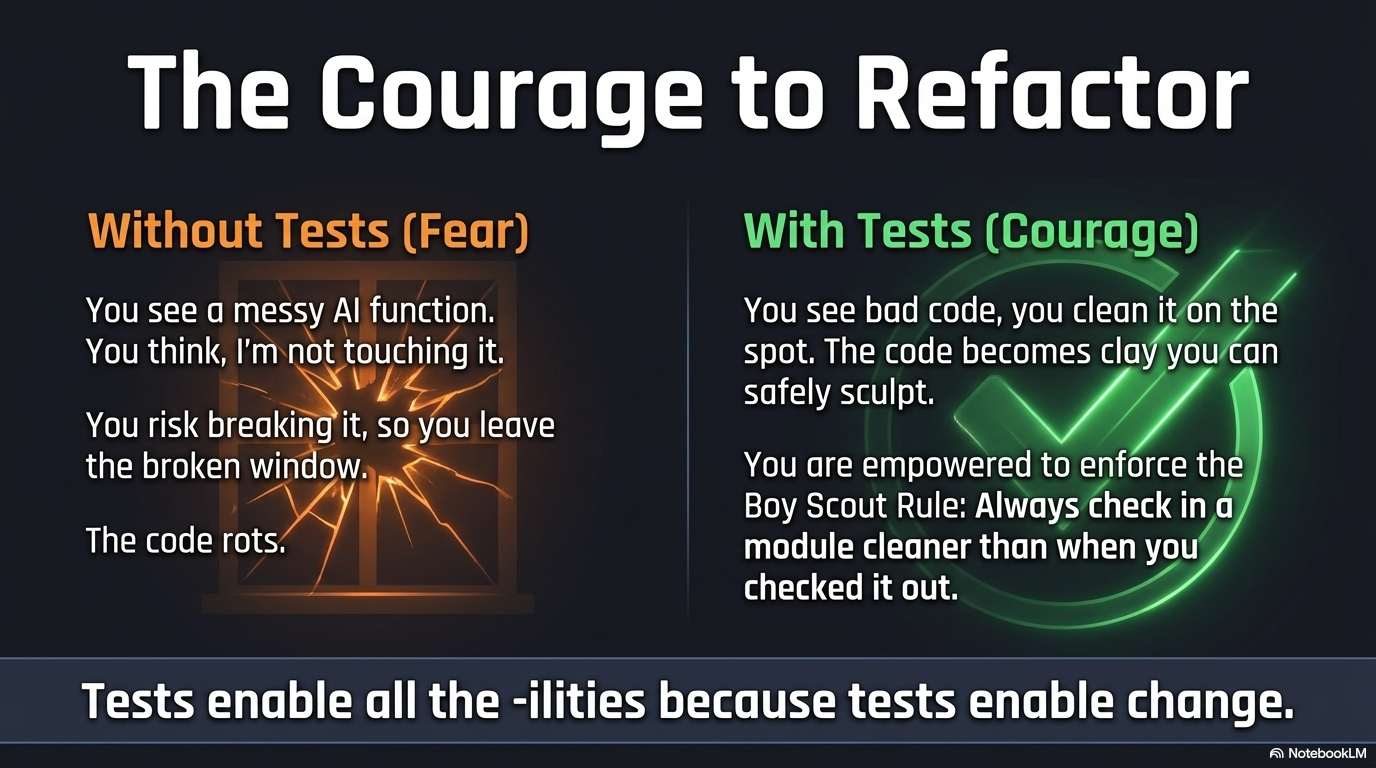 The Courage to Refactor
Without Tests (Fear)
You see a messy AI function.
You think, I'm not touching it.
You risk breaking it, so you leave
the broken window.
The code rots.
With Tests (Courage)
You see bad code, you clean it on the
spot. The code becomes clay you can
safely sculpt.
You are empowered to enforce the
Boy Scout Rule: Always check in a
module cleaner than when you
checked it out.
Tests enable all the -ilities because tests enable change.
NotebookLM